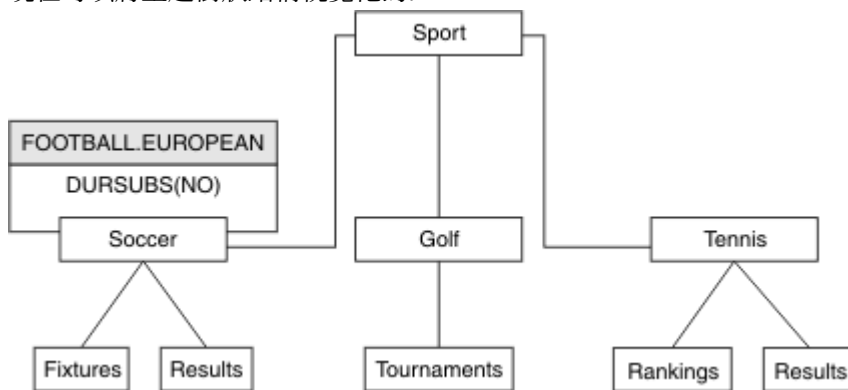 Sport
FOOTBALL.EUROPEAN
DURSUBS(NO)
Soccer
Golf
Tennis
Fixtures
Results
Tournaments
Rankings
Results